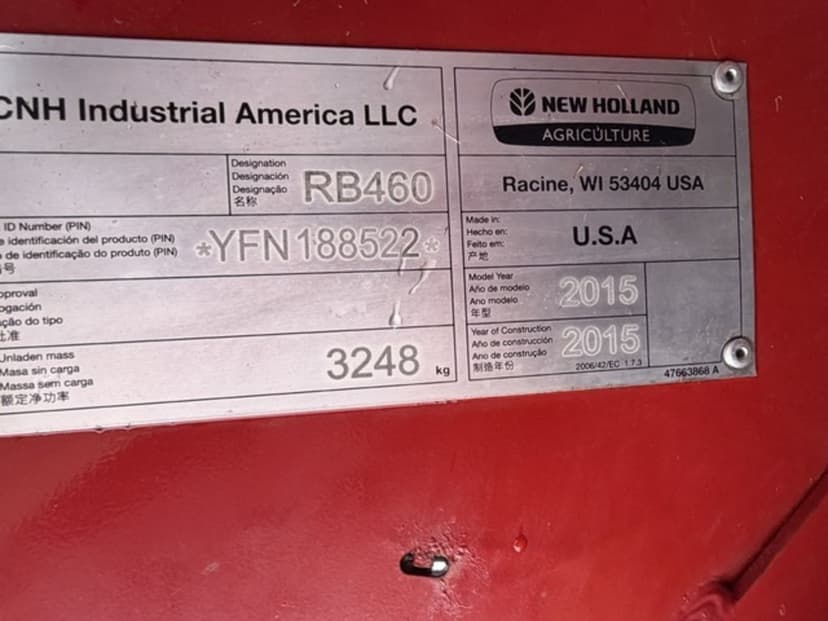 CNH Industrial America LLC
Designation
Designación
Designação
名称
RB460
ID Number (PIN)
e identificación del producto (PIN)
de identificação do produto (PIN)
号
*YFN188522*
pproval
ogación
ção do tipo
批准
Unladen mass
Masa sin carga
Massa sem carga
额定净功率
3248 kg
NEW HOLLAND
AGRICULTURE
Racine, WI 53404 USA
Made in:
Hecho en:
Feito em:
产地
U.S.A
Model Year
Año de modelo
Ano modelo
年型
2015
Year of Construction
Año de construcción
Ano de construção
制络年份
2015
2006/42/EC 1.7.3
47663868 A